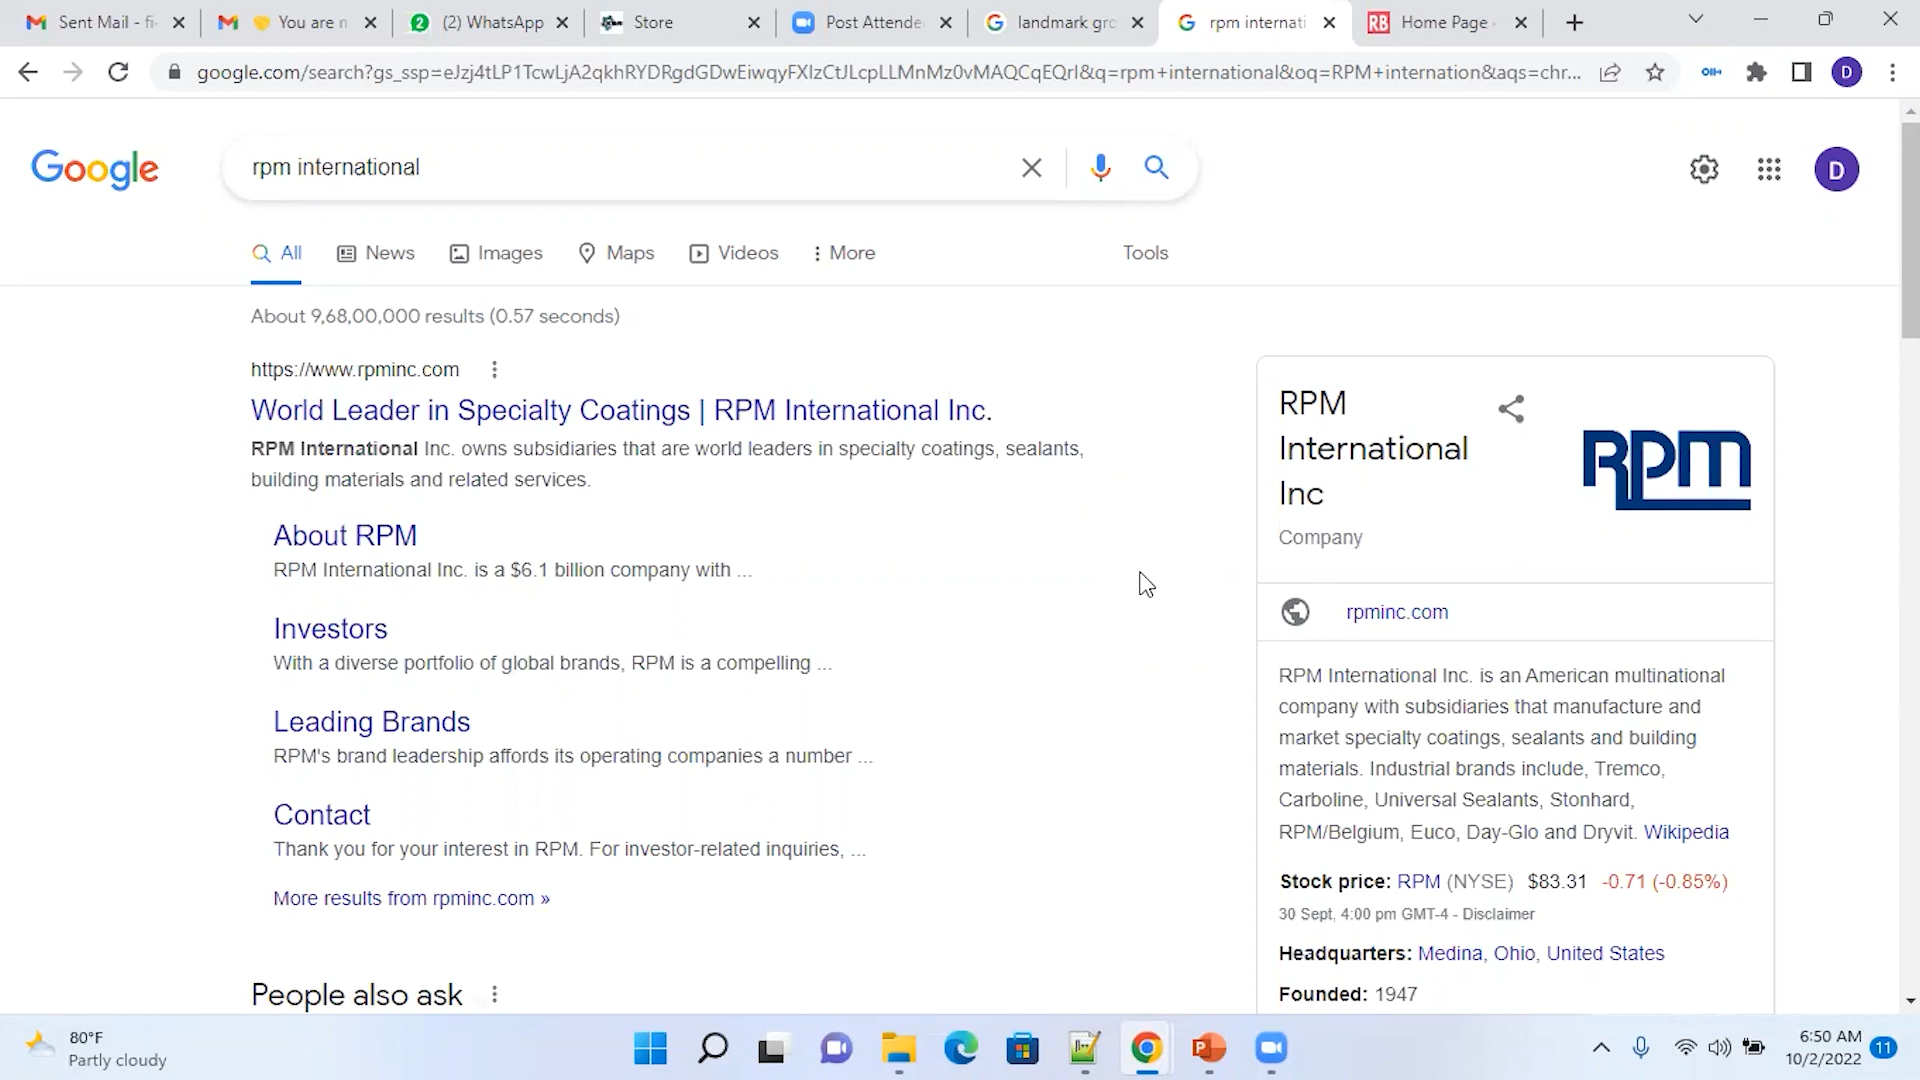 Sent Mail - fi-
You are n
(2) WhatsApp
Store
Post Attende
landmark grc
rpm internati
RB
Home Page -
google.com/search?gs_ssp=eJzj4tLP1TcwLjA2qkhRYDRgdGDwEiwqyFXIzCtJLcpLLMnMz0vMAQCqEQrI&q=rpm+international&oq=RPM+internation&aqs=chr...
D
Google
rpm international
D
All
News
Images
Maps
Videos
More
Tools
About 9,68,00,000 results (0.57 seconds)
https://www.rpminc.com
World Leader in Specialty Coatings | RPM International Inc.
RPM International Inc. owns subsidiaries that are world leaders in specialty coatings, sealants,
building materials and related services.
About RPM
RPM International Inc. is a $6.1 billion company with ...
Investors
With a diverse portfolio of global brands, RPM is a compelling ...
Leading Brands
RPM's brand leadership affords its operating companies a number ...
Contact
Thank you for your interest in RPM. For investor-related inquiries, ...
More results from rpminc.com »
People also ask
RPM
International
Inc
RPM
Company
rpminc.com
RPM International Inc. is an American multinational
company with subsidiaries that manufacture and
market specialty coatings, sealants and building
materials. Industrial brands include, Tremco,
Carboline, Universal Sealants, Stonhard,
RPM/Belgium, Euco, Day-Glo and Dryvit. Wikipedia
Stock price: RPM (NYSE) $83.31 -0.71 (-0.85%)
30 Sept, 4:00 pm GMT-4 - Disclaimer
Headquarters: Medina, Ohio, United States
Founded: 1947
80°F
Partly cloudy
6:50 AM
10/2/2022
11